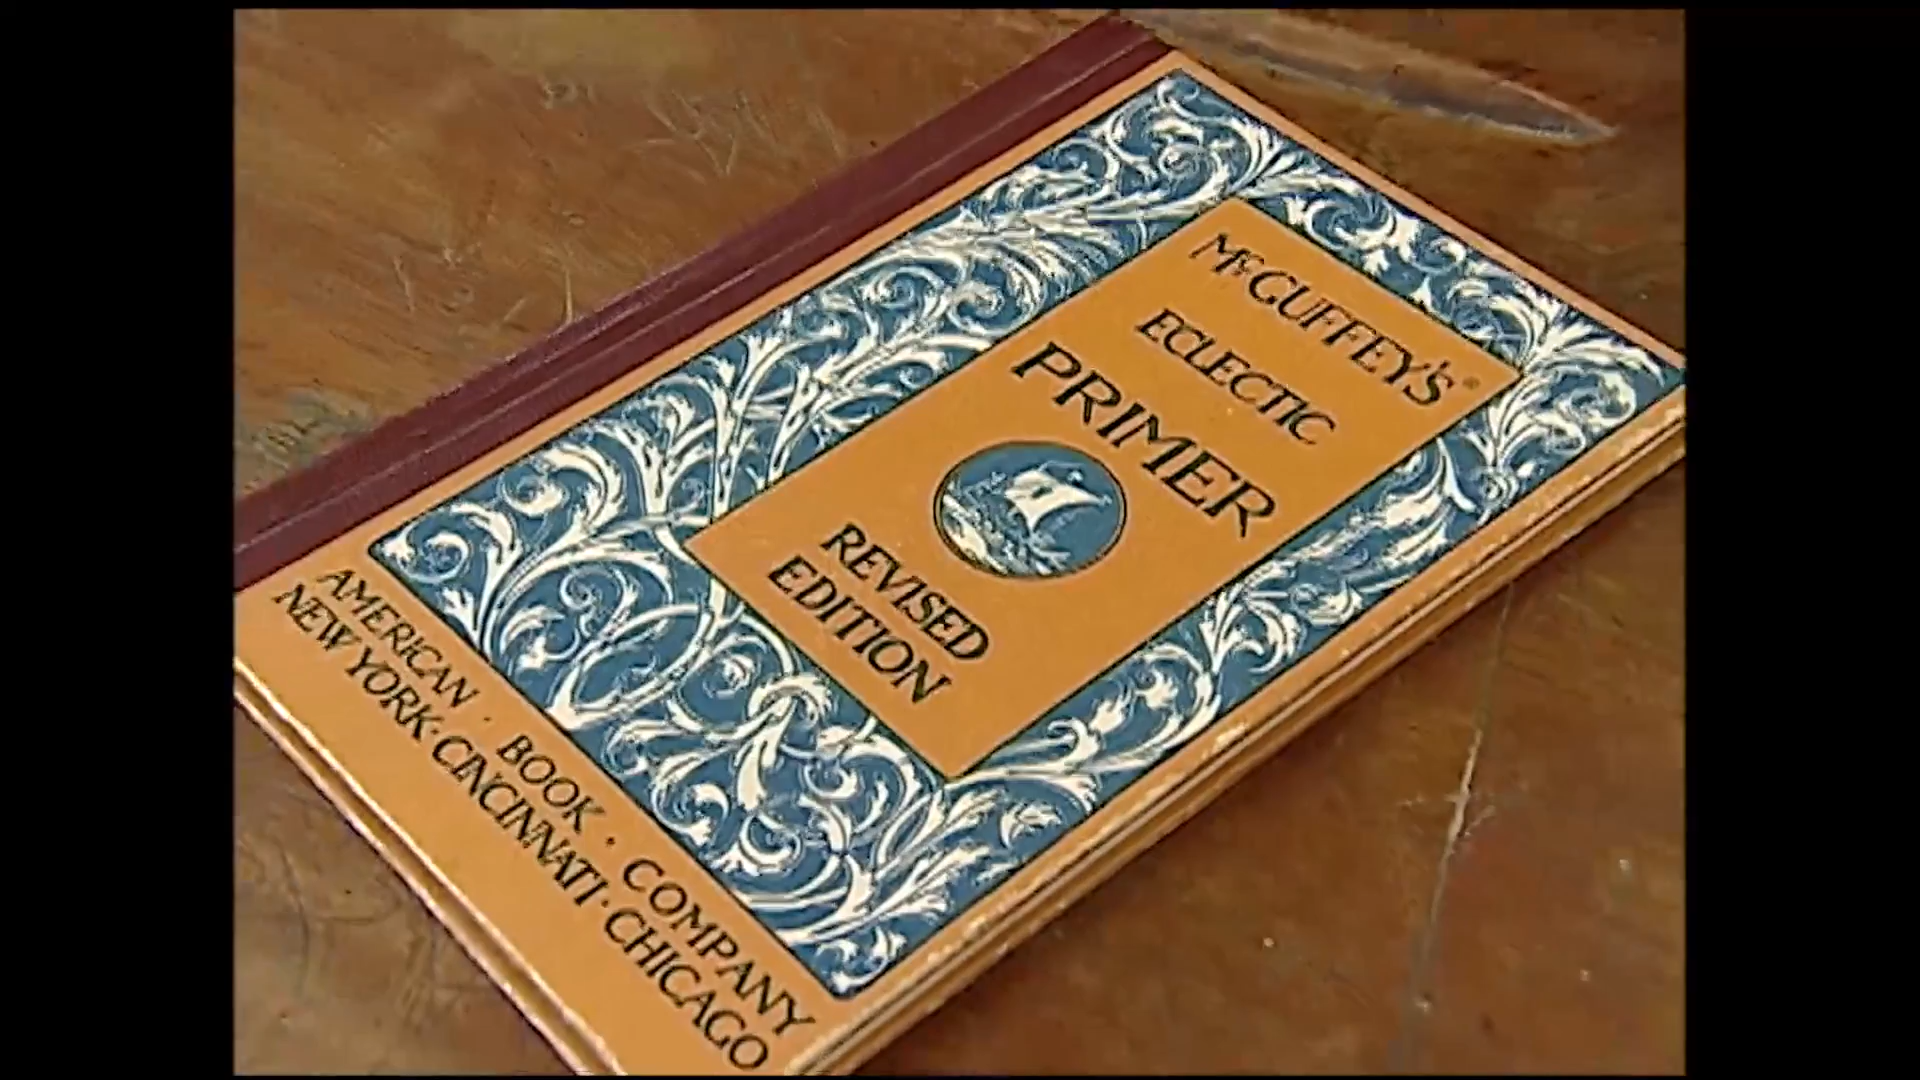 McGUFFEY'S®
ECLECTIC
PRIMER
REVISED
EDITION
AMERICAN · BOOK · COMPANY
NEW YORK · CINCINNATI · CHICAGO